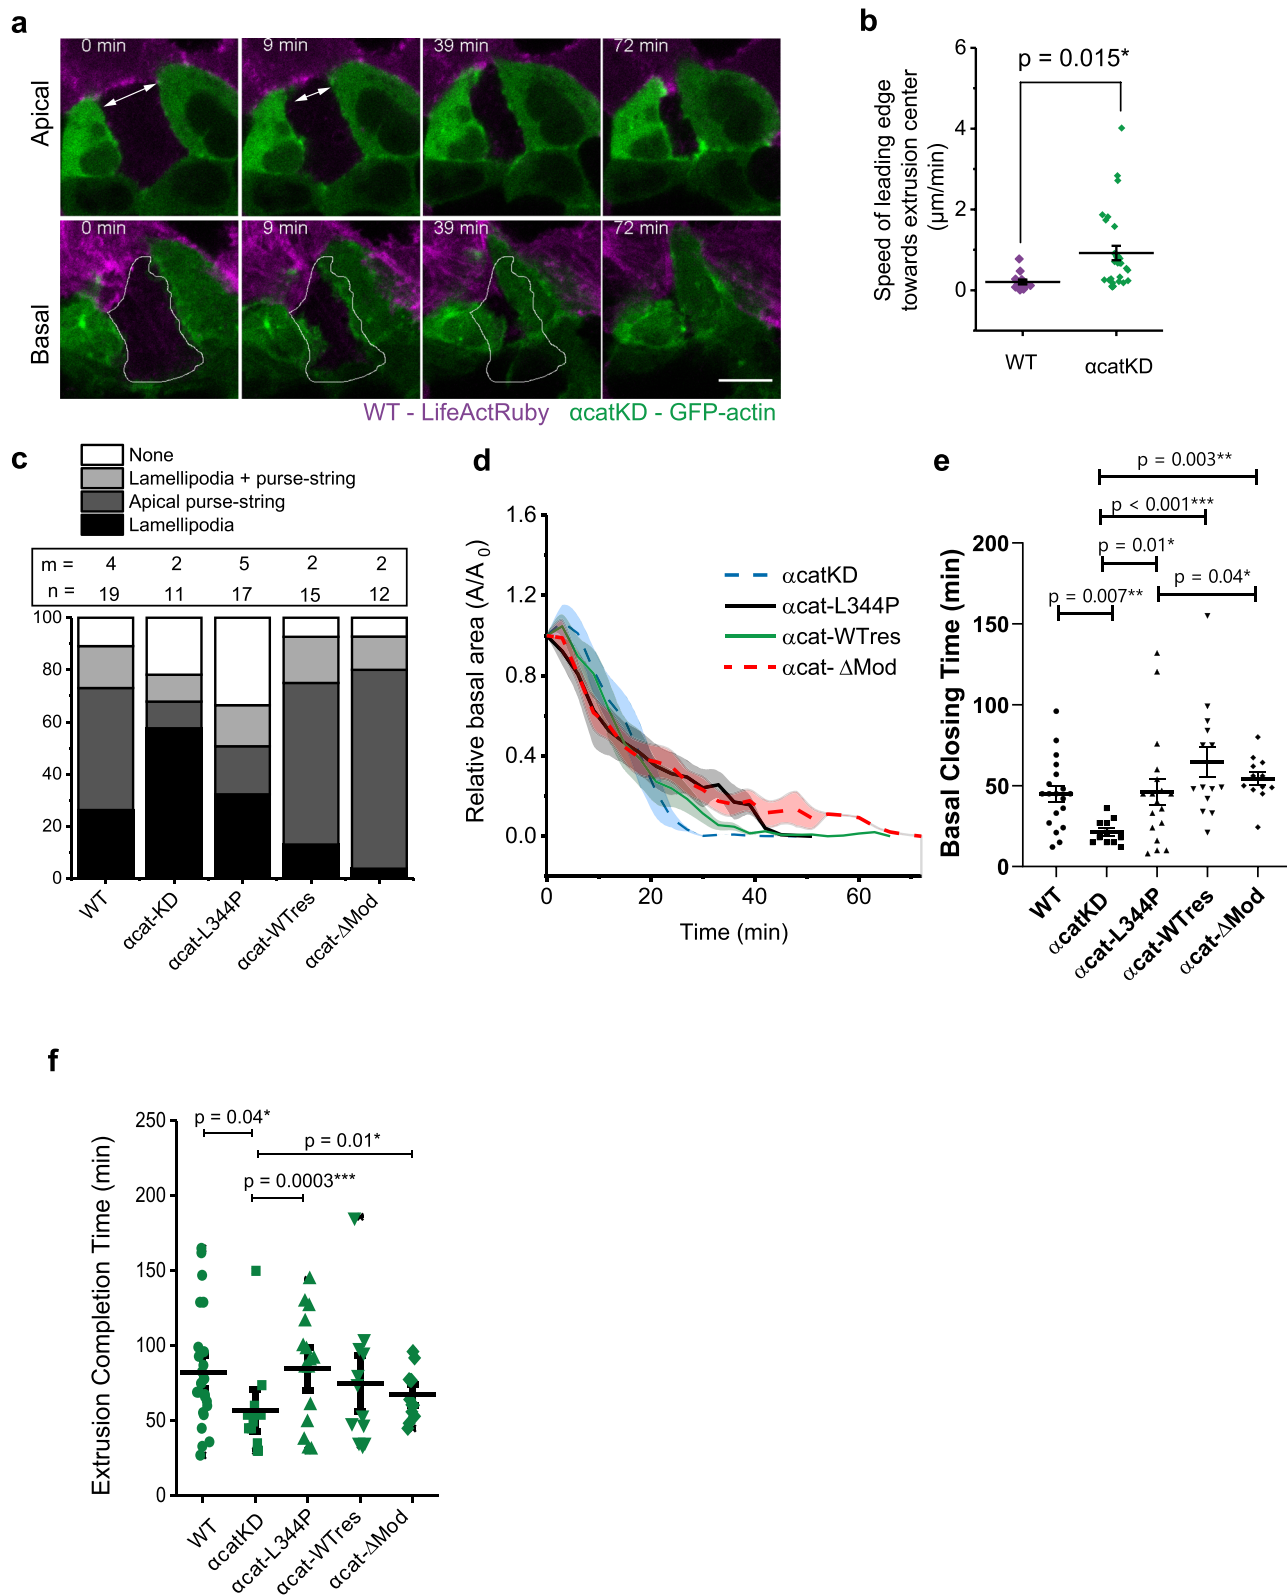 a
0 min
9 min
39 min
72 min
Apical
0 min
9 min
39 min
72 min
Basal
WT - LifeActRuby αcatKD - GFP-actin
b
6
4
2
0
p = 0.015*
Speed of leading edge
towards extrusion center
(μm/min)
WT
αcatKD
c
None
Lamellipodia + purse-string
Apical purse-string
Lamellipodia
m = 4 2 5 2 2
n = 19 11 17 15 12
100
80
60
40
20
0
WT
αcat-KD
αcat-L344P
αcat-WTres
αcat-ΔMod
d
1.6
1.2
0.8
0.4
0.0
Relative basal area (A/A0)
αcatKD
αcat-L344P
αcat-WTres
αcat- ΔMod
0 20 40 60
Time (min)
e
p = 0.003**
p < 0.001***
p = 0.01*
p = 0.04*
p = 0.007**
200
150
100
50
0
Basal Closing Time (min)
WT
αcatKD
αcat-L344P
αcat-WTres
αcat-ΔMod
f
250
200
150
100
50
0
p = 0.04*
p = 0.01*
p = 0.0003***
Extrusion Completion Time (min)
WT
αcatKD
αcat-L344P
αcat-WTres
αcat-ΔMod